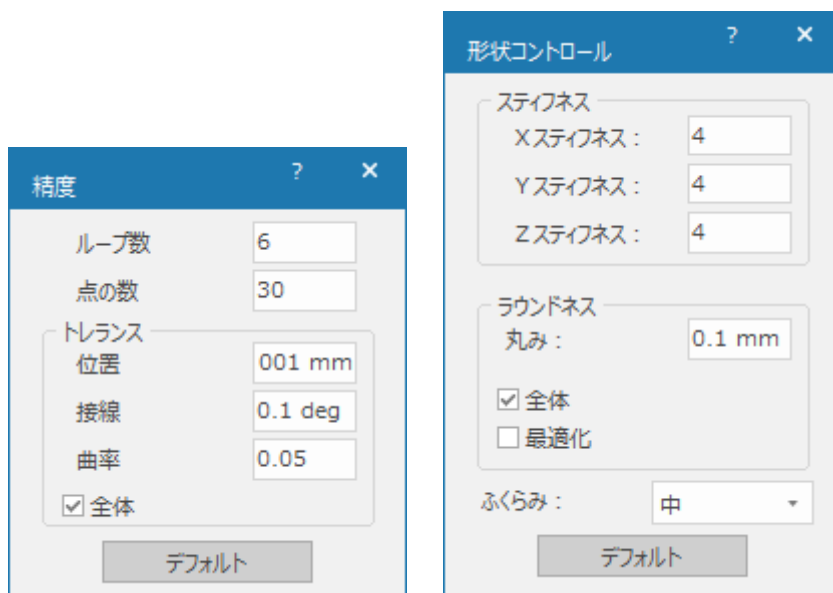 精度
?
×
ループ数
6
点の数
30
トレランス
位置
001 mm
接線
0.1 deg
曲率
0.05
全体
デフォルト
形状コントロール
?
×
スティフネス
Xスティフネス :
4
Yスティフネス :
4
Zスティフネス :
4
ラウンドネス
丸み :
0.1 mm
全体
最適化
ふくらみ :
中
デフォルト